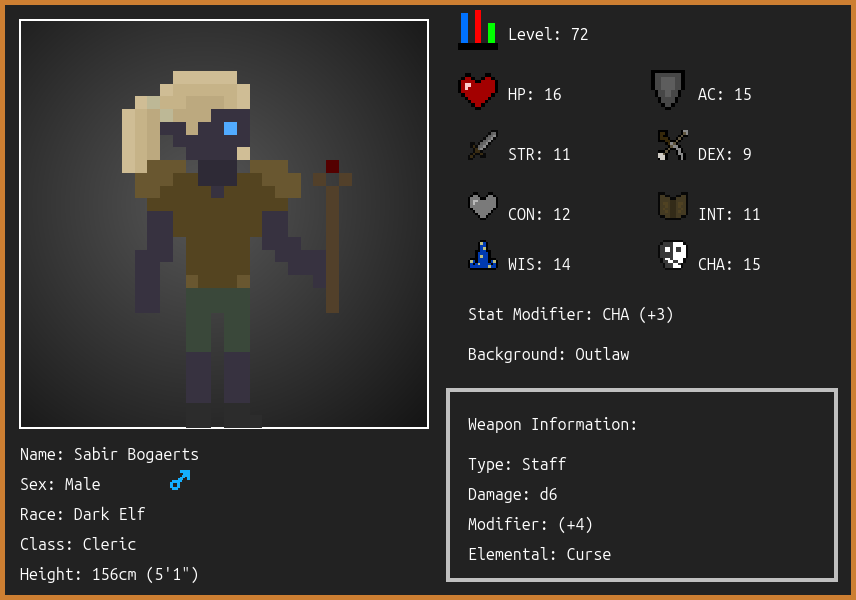 Level: 72
HP: 16
AC: 15
STR: 11
DEX: 9
CON: 12
INT: 11
WIS: 14
CHA: 15
Stat Modifier: CHA (+3)
Background: Outlaw
Weapon Information:
Type: Staff
Damage: d6
Modifier: (+4)
Elemental: Curse
Name: Sabir Bogaerts
Sex: Male
Race: Dark Elf
Class: Cleric
Height: 156cm (5'1")